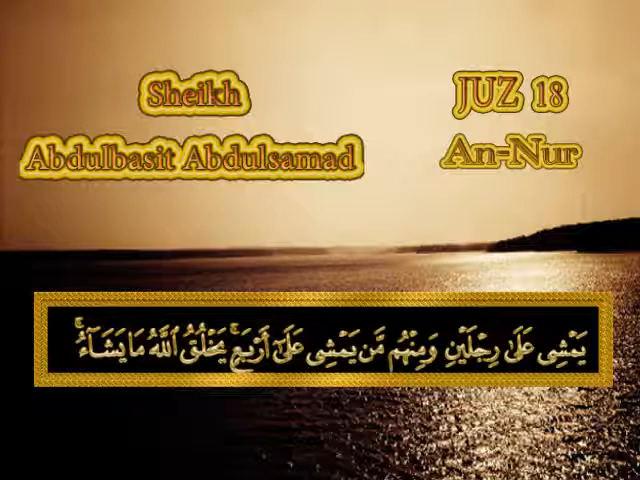 Sheikh
Abdulbasit Abdulsamad
JUZ 18
An-Nur
يَمْشِى عَلَىٰ رِجْلَيْنِ وَمِنْهُم مَّن يَمْشِى عَلَىٰٓ أَرْبَعٍ ۚ يَخْلُقُ ٱللَّهُ مَا يَشَآءُ ۚ